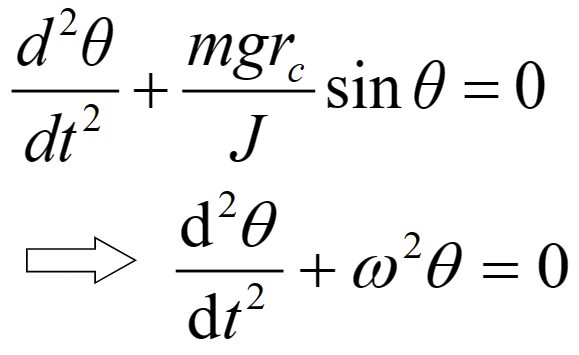 d²θ/dt² + mgr_c/J sin θ = 0
⇨ d²θ/dt² + ω²θ = 0